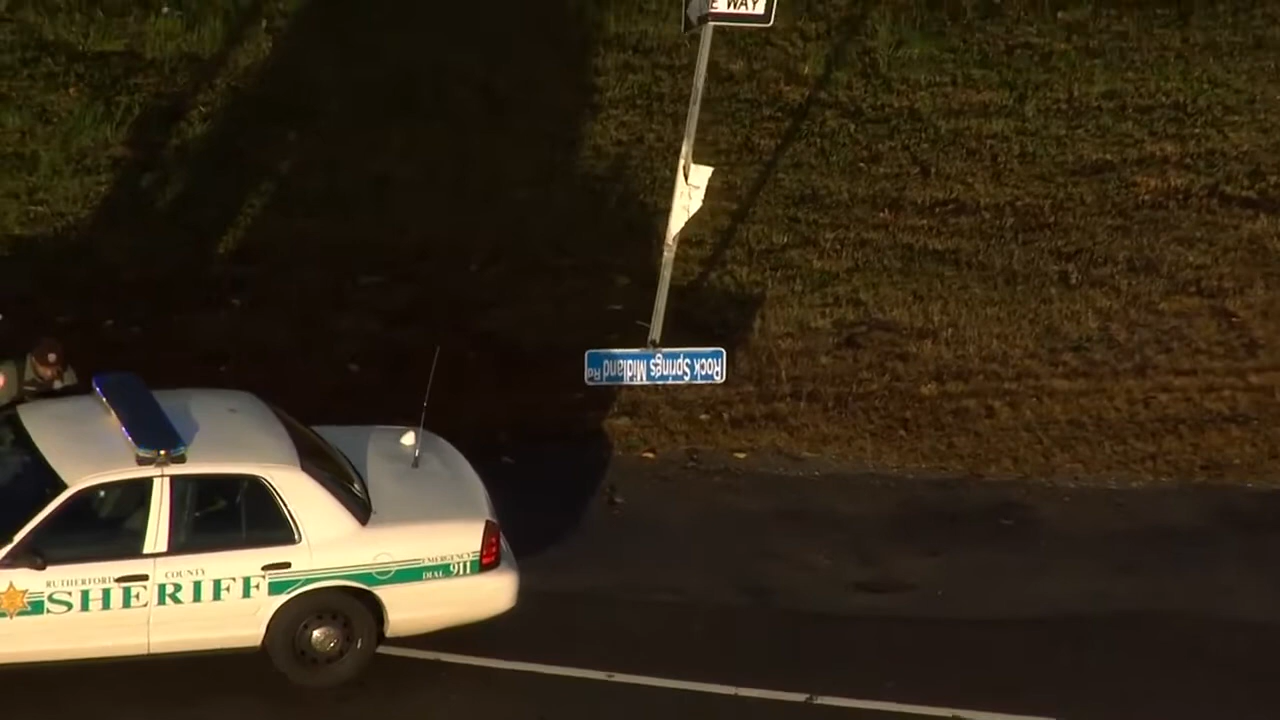 E WAY
Rock Springs Midland Rd
RUTHERFORD COUNTY
SHERIFF
EMERGENCY
DIAL 911